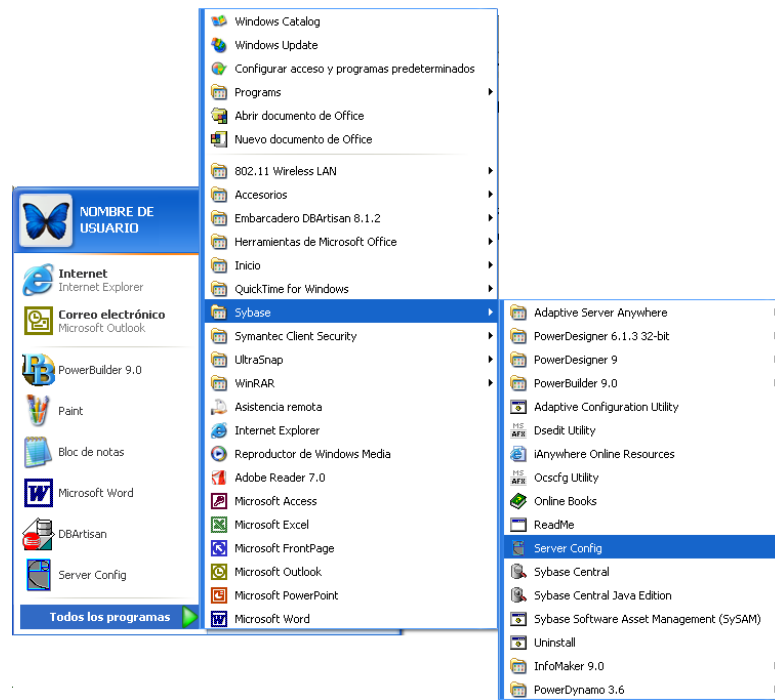 NOMBRE DE
USUARIO
Internet
Internet Explorer
Correo electrónico
Microsoft Outlook
PowerBuilder 9.0
Paint
Bloc de notas
Microsoft Word
DBArtisan
Server Config
Todos los programas
Windows Catalog
Windows Update
Configurar acceso y programas predeterminados
Programs
Abrir documento de Office
Nuevo documento de Office
802.11 Wireless LAN
Accesorios
Embarcadero DBArtisan 8.1.2
Herramientas de Microsoft Office
Inicio
QuickTime for Windows
Sybase
Symantec Client Security
UltraSnap
WinRAR
Asistencia remota
Internet Explorer
Reproductor de Windows Media
Adobe Reader 7.0
Microsoft Access
Microsoft Excel
Microsoft FrontPage
Microsoft Outlook
Microsoft PowerPoint
Microsoft Word
Adaptive Server Anywhere
PowerDesigner 6.1.3 32-bit
PowerDesigner 9
PowerBuilder 9.0
Adaptive Configuration Utility
Dsedit Utility
iAnywhere Online Resources
Ocscfg Utility
Online Books
ReadMe
Server Config
Sybase Central
Sybase Central Java Edition
Sybase Software Asset Management (SySAM)
Uninstall
InfoMaker 9.0
PowerDynamo 3.6